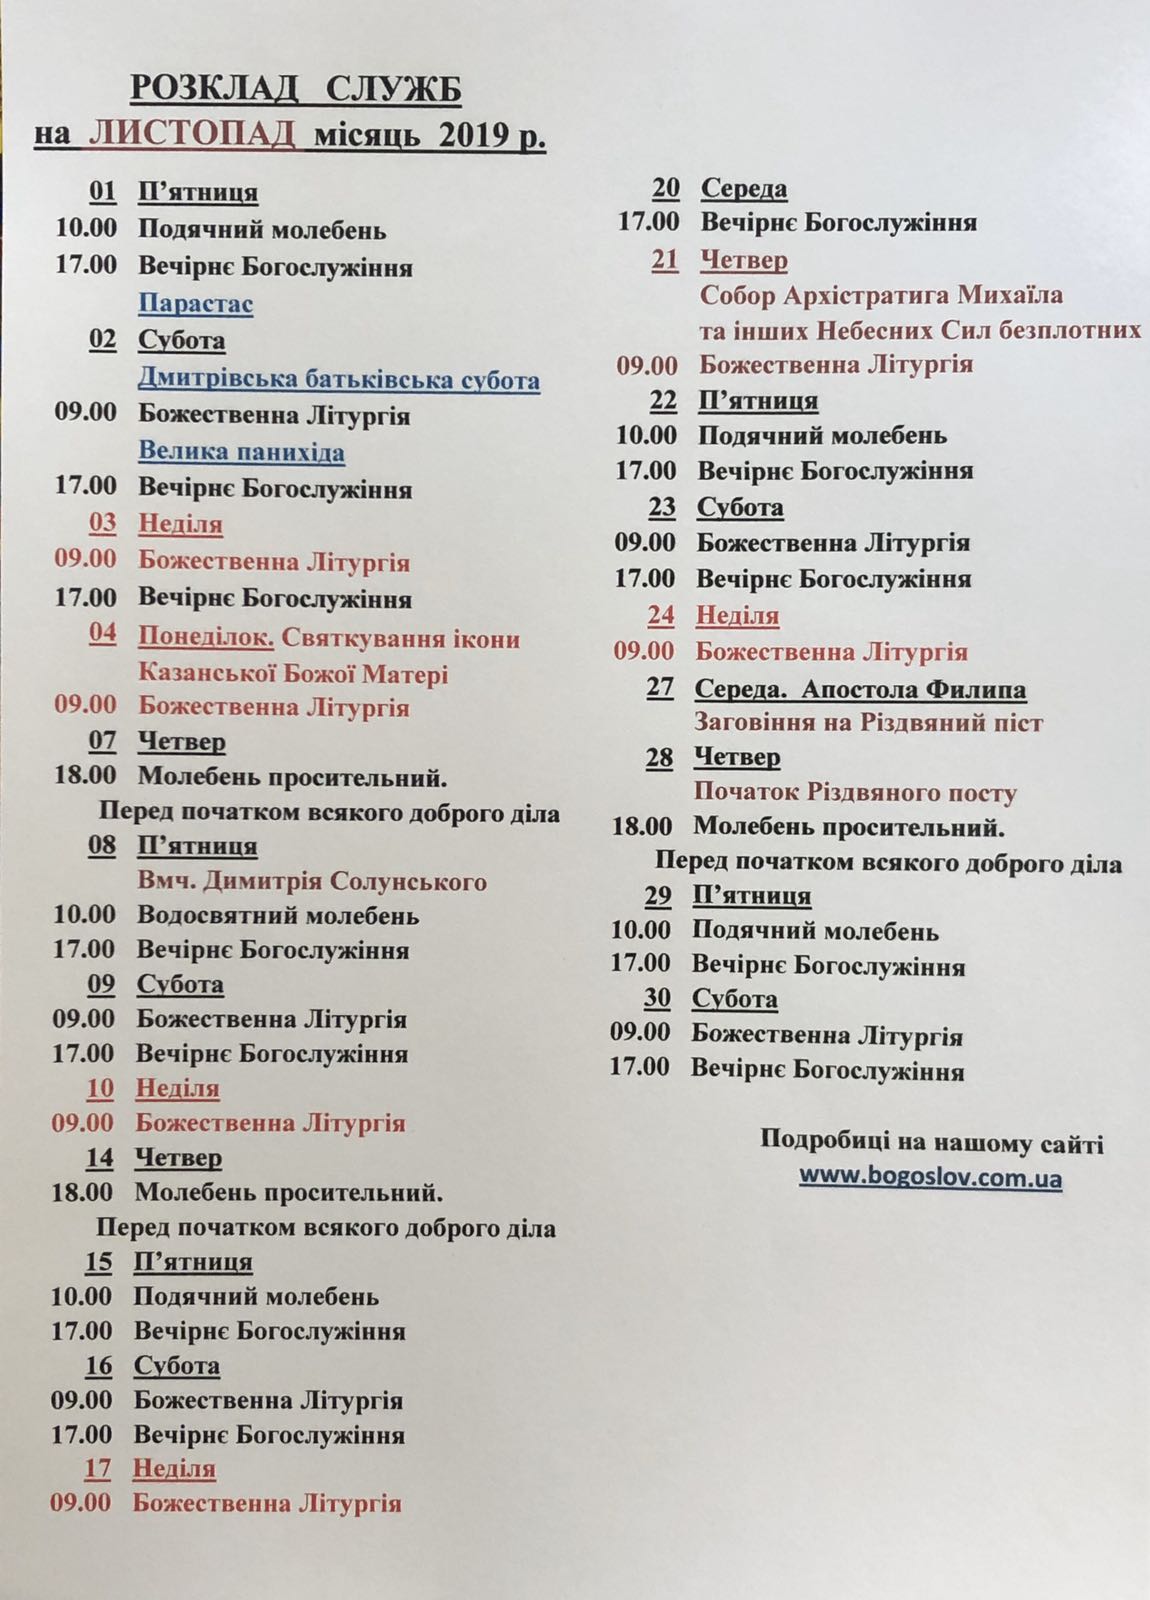 РОЗКЛАД СЛУЖБ
на ЛИСТОПАД місяць 2019 р.
01 П’ятниця
10.00 Подячний молебень
17.00 Вечірнє Богослужіння
Парастас
02 Субота
Дмитрівська батьківська субота
09.00 Божественна Літургія
Велика панихіда
17.00 Вечірнє Богослужіння
03 Неділя
09.00 Божественна Літургія
17.00 Вечірнє Богослужіння
04 Понеділок. Святкування ікони
Казанської Божої Матері
09.00 Божественна Літургія
07 Четвер
18.00 Молебень просительний.
Перед початком всякого доброго діла
08 П’ятниця
Вмч. Димитрія Солунського
10.00 Водосвятний молебень
17.00 Вечірнє Богослужіння
09 Субота
09.00 Божественна Літургія
17.00 Вечірнє Богослужіння
10 Неділя
09.00 Божественна Літургія
14 Четвер
18.00 Молебень просительний.
Перед початком всякого доброго діла
15 П’ятниця
10.00 Подячний молебень
17.00 Вечірнє Богослужіння
16 Субота
09.00 Божественна Літургія
17.00 Вечірнє Богослужіння
17 Неділя
09.00 Божественна Літургія
20 Середа
17.00 Вечірнє Богослужіння
21 Четвер
Собор Архістратига Михаїла
та інших Небесних Сил безплотних
09.00 Божественна Літургія
22 П’ятниця
10.00 Подячний молебень
17.00 Вечірнє Богослужіння
23 Субота
09.00 Божественна Літургія
17.00 Вечірнє Богослужіння
24 Неділя
09.00 Божественна Літургія
27 Середа. Апостола Филипа
Заговіння на Різдвяний піст
28 Четвер
Початок Різдвяного посту
18.00 Молебень просительний.
Перед початком всякого доброго діла
29 П’ятниця
10.00 Подячний молебень
17.00 Вечірнє Богослужіння
30 Субота
09.00 Божественна Літургія
17.00 Вечірнє Богослужіння
Подробиці на нашому сайті
www.bogoslov.com.ua